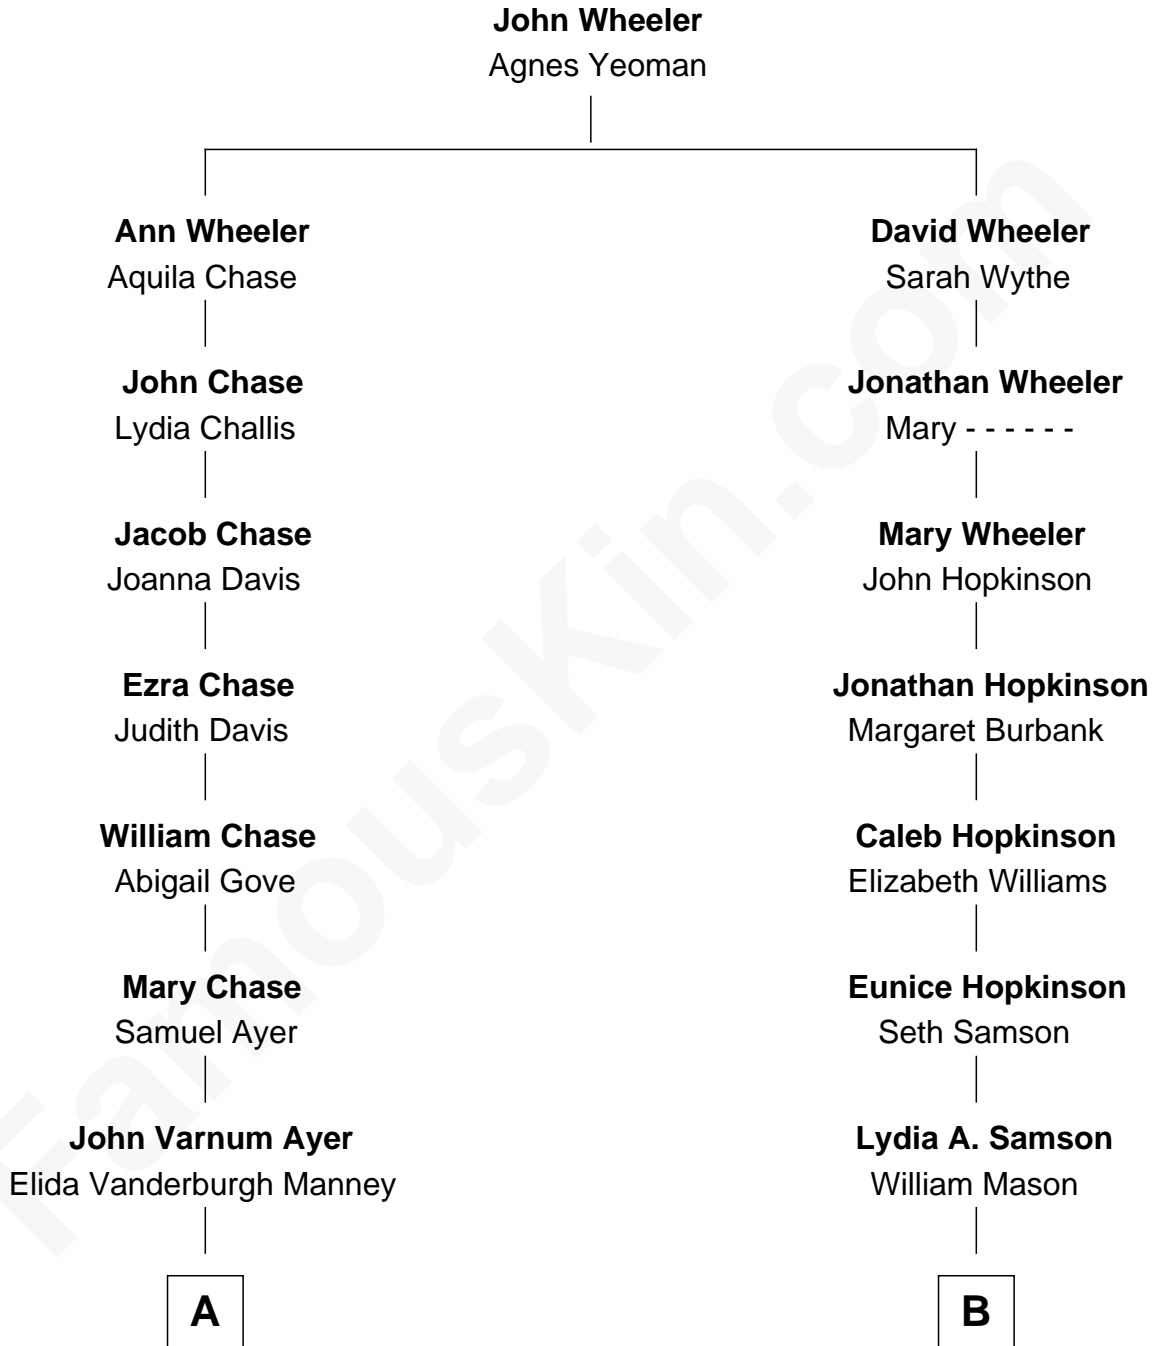 John Wheeler
Agnes Yeoman
Ann Wheeler
Aquila Chase
David Wheeler
Sarah Wythe
John Chase
Lydia Challis
Jonathan Wheeler
Mary - - - - - -
Jacob Chase
Joanna Davis
Mary Wheeler
John Hopkinson
Ezra Chase
Judith Davis
Jonathan Hopkinson
Margaret Burbank
William Chase
Abigail Gove
Caleb Hopkinson
Elizabeth Williams
Mary Chase
Samuel Ayer
Eunice Hopkinson
Seth Samson
John Varnum Ayer
Elida Vanderburgh Manney
Lydia A. Samson
William Mason
A
B
FamousKin.com